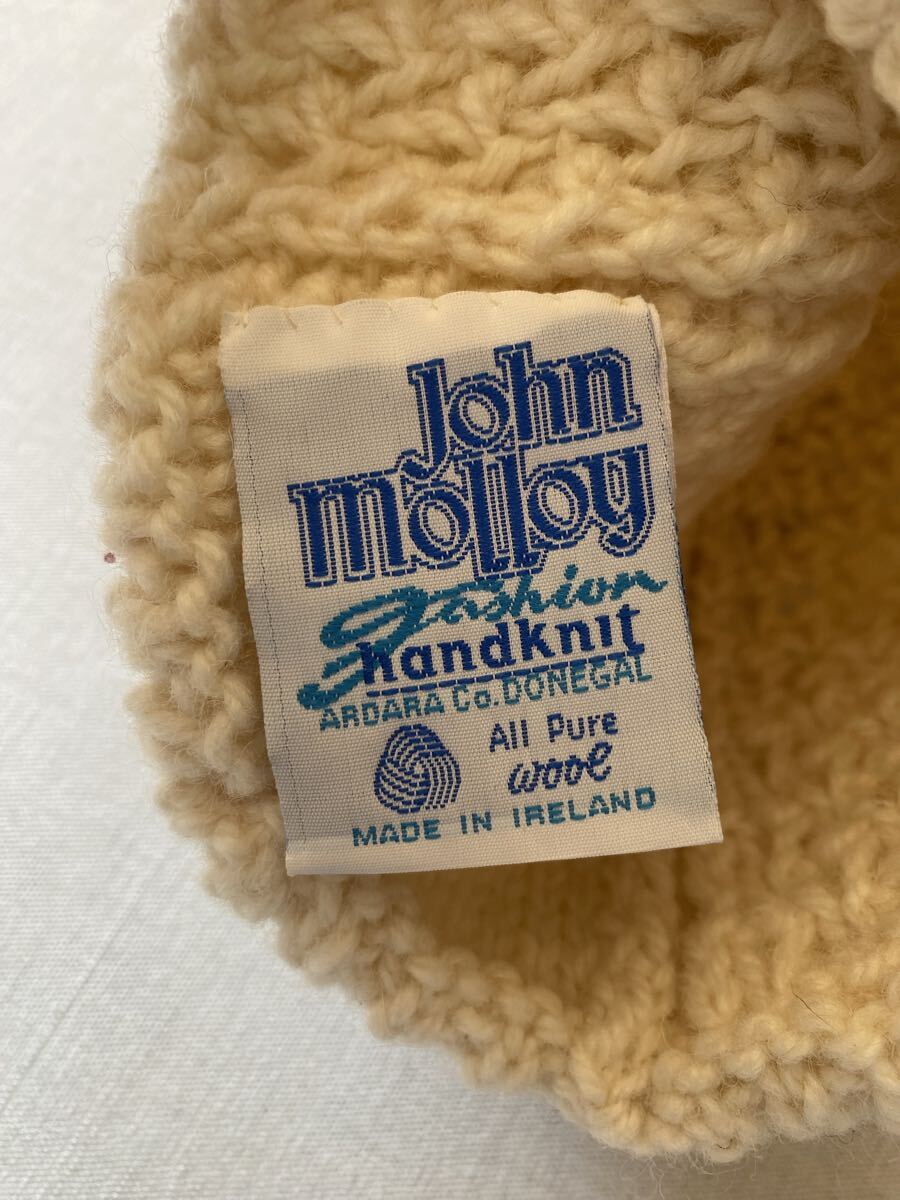 John
molloy
fashion
handknit
ARDARA Co. DONEGAL
All Pure
wool
MADE IN IRELAND